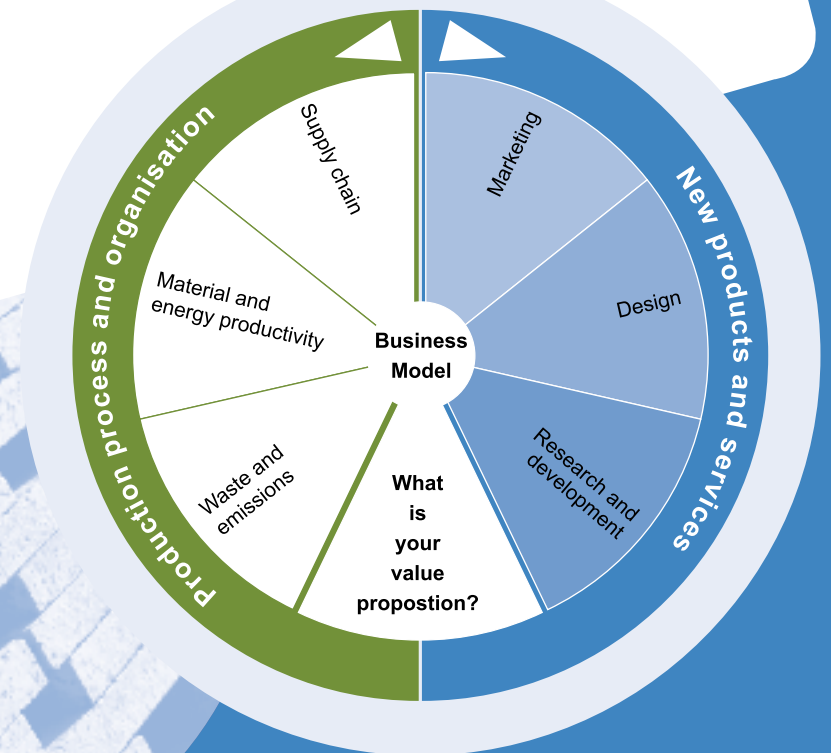 Production process and organisation
New products and services
Supply chain
Marketing
Material and
energy productivity
Design
Business
Model
Waste and
emissions
Research and
development
What
is
your
value
propostion?